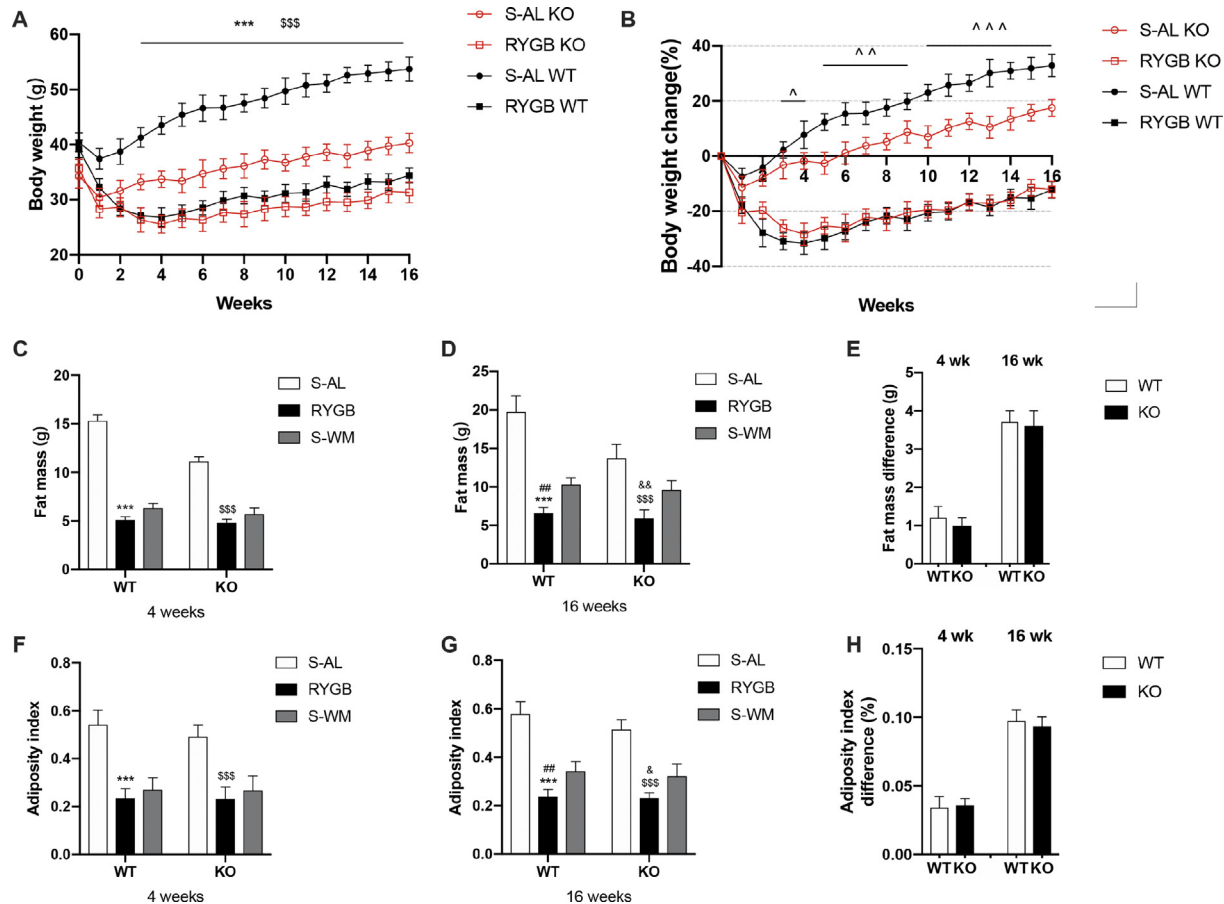 A
*** $$$
S-AL KO
RYGB KO
S-AL WT
RYGB WT
Body weight (g)
60
50
40
30
20
0 2 4 6 8 10 12 14 16
Weeks
B
^ ^ ^
^ ^
^
S-AL KO
RYGB KO
S-AL WT
RYGB WT
Body weight change(%)
40
20
0
-20
-40
4 6 8 10 12 14 16
Weeks
C
S-AL
RYGB
S-WM
Fat mass (g)
20
15
10
5
0
*** $$$
WT KO
4 weeks
D
S-AL
RYGB
S-WM
Fat mass (g)
25
20
15
10
5
0
## &&
*** $$$
WT KO
16 weeks
E
4 wk 16 wk
WT
KO
Fat mass difference (g)
5
4
3
2
1
0
WT KO WT KO
F
S-AL
RYGB
S-WM
Adiposity index
0.8
0.6
0.4
0.2
0.0
*** $$$
WT KO
4 weeks
G
S-AL
RYGB
S-WM
Adiposity index
0.8
0.6
0.4
0.2
0.0
## &
*** $$$
WT KO
16 weeks
H
4 wk 16 wk
WT
KO
Adiposity index
difference (%)
0.15
0.10
0.05
0.00
WT KO WT KO